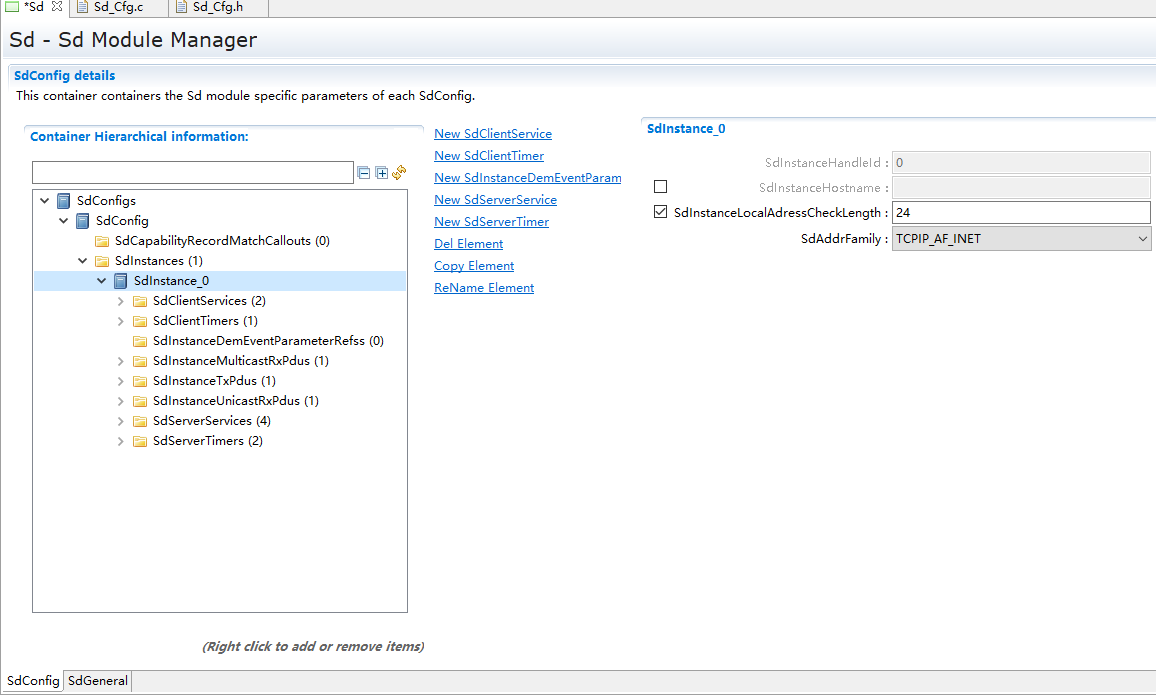 *Sd
Sd_Cfg.c
Sd_Cfg.h
Sd - Sd Module Manager
SdConfig details
This container containers the Sd module specific parameters of each SdConfig.
Container Hierarchical information:
SdConfigs
SdConfig
SdCapabilityRecordMatchCallouts (0)
SdInstances (1)
SdInstance_0
SdClientServices (2)
SdClientTimers (1)
SdInstanceDemEventParameterRefss (0)
SdInstanceMulticastRxPdus (1)
SdInstanceTxPdus (1)
SdInstanceUnicastRxPdus (1)
SdServerServices (4)
SdServerTimers (2)
(Right click to add or remove items)
New SdClientService
New SdClientTimer
New SdInstanceDemEventParam
New SdServerService
New SdServerTimer
Del Element
Copy Element
ReName Element
SdInstance_0
SdInstanceHandleId : 0
SdInstanceHostname :
SdInstanceLocalAdressCheckLength : 24
SdAddrFamily : TCPIP_AF_INET
SdConfig
SdGeneral